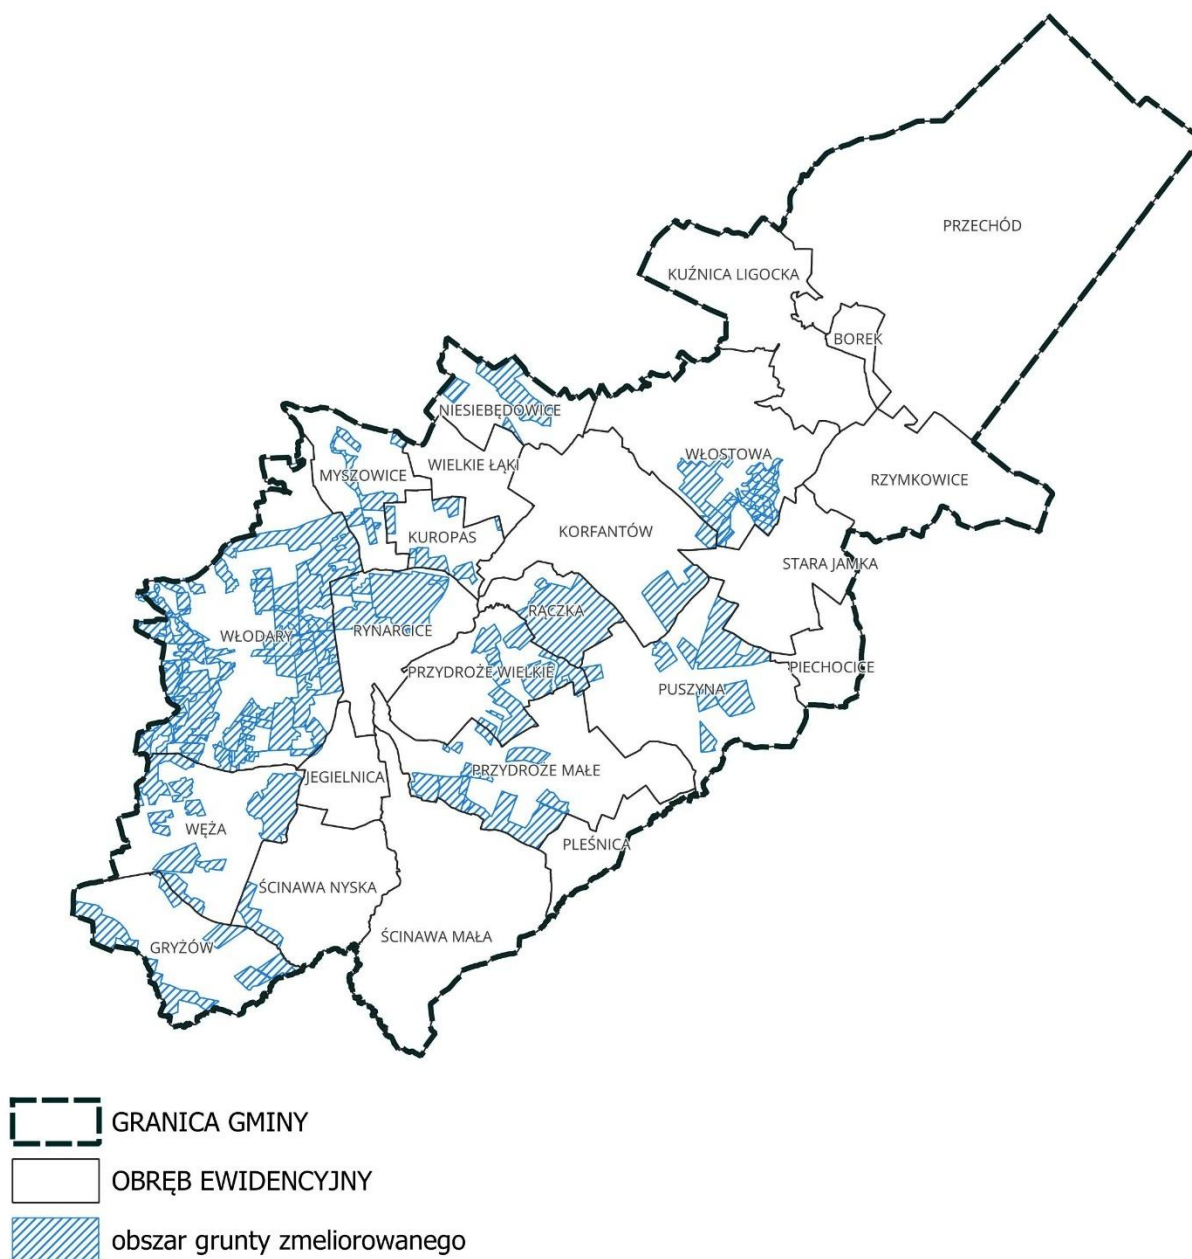 PRZECHÓD
KUŹNICA LIGOCKA
BOREK
NIESIEBĘDOWICE
WŁOSTOWA
WIELKIE ŁĄKI
MYSZOWICE
RZYMKOWICE
KORFANTÓW
KUROPAS
STARA JAMKA
RĄCZKA
RYNARCICE
WŁODARY
PIECHOCICE
PRZYDROŻE WIELKIE
PUSZYNA
PRZYDROŻE MAŁE
JEGIELNICA
WĘŻA
PLEŚNICA
ŚCINAWA NYSKA
ŚCINAWA MAŁA
GRYŻÓW
GRANICA GMINY
OBRĘB EWIDENCYJNY
obszar grunty zmeliorowanego